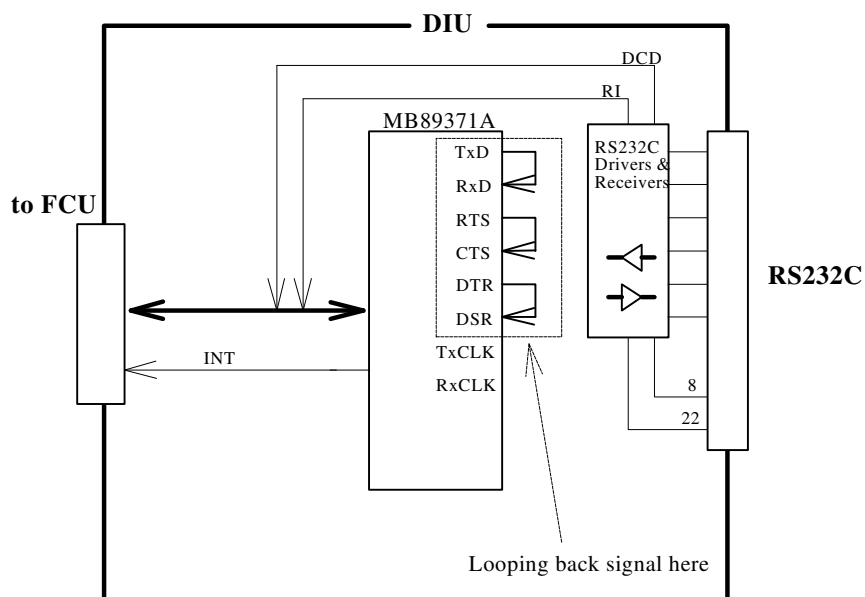 DIU
DCD
RI
MB89371A
TxD
RS232C
Drivers &
Receivers
RxD
to FCU
RTS
CTS
RS232C
DTR
DSR
TxCLK
INT
RxCLK
8
22
Looping back signal here